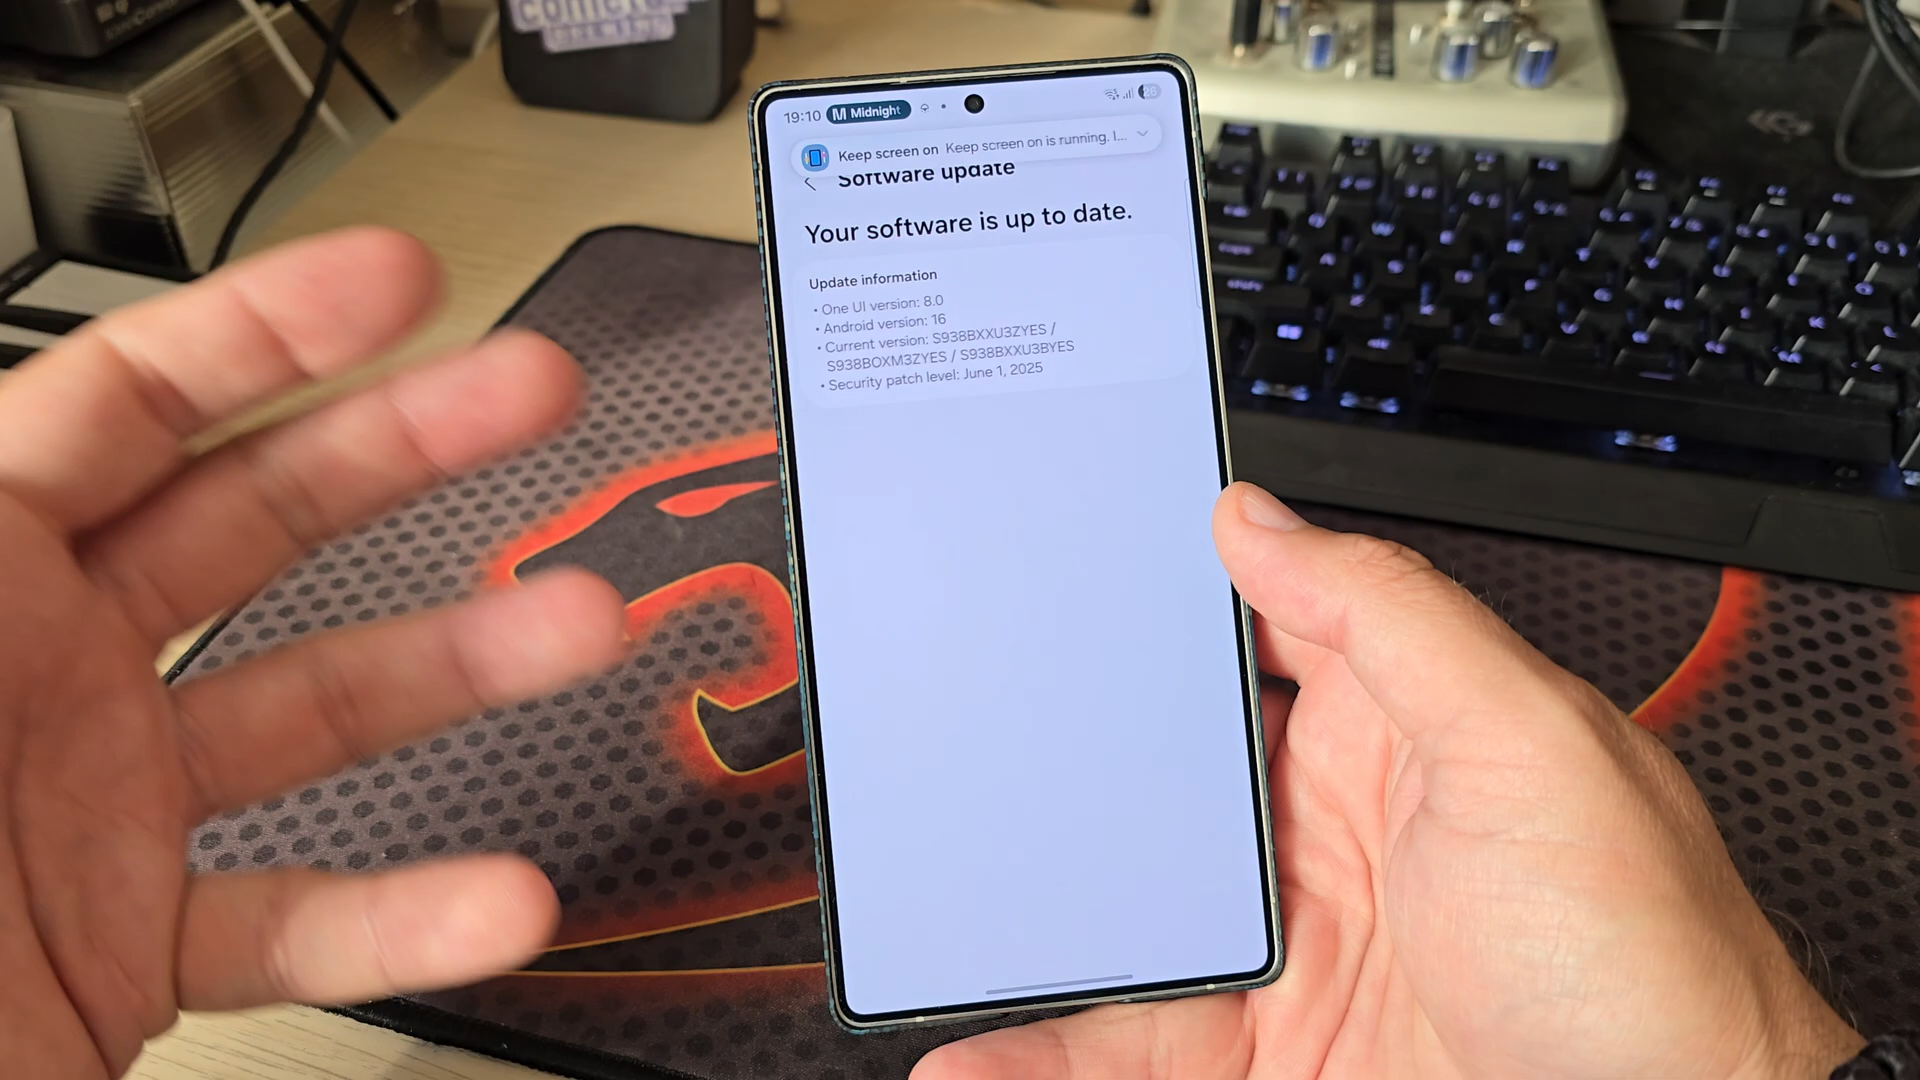 19:10 M Midnight
26
Keep screen on Keep screen on is running. I...
Software update
Your software is up to date.
Update information
• One UI version: 8.0
• Android version: 16
• Current version: S938BXXU3ZYES /
S938BOXM3ZYES / S938BXXU3BYES
• Security patch level: June 1, 2025